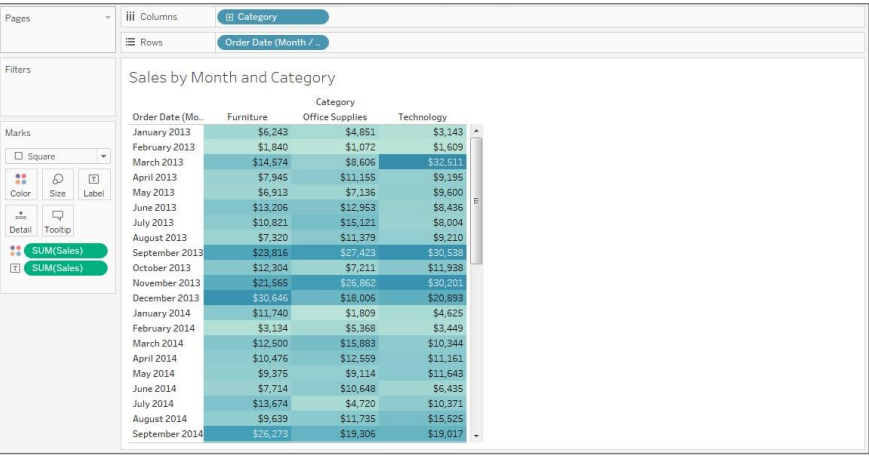 Pages
iii Columns
Category
Rows
Order Date (Month / ..
Filters
Sales by Month and Category
Category
Order Date (Mo.. Furniture Office Supplies Technology
January 2013 $6,243 $4,851 $3,143
February 2013 $1,840 $1,072 $1,609
March 2013 $14,574 $8,606 $32,511
April 2013 $7,945 $11,155 $9,195
May 2013 $6,913 $7,136 $9,600
June 2013 $13,206 $12,953 $8,436
July 2013 $10,821 $15,121 $8,004
August 2013 $7,320 $11,379 $9,210
September 2013 $23,816 $27,423 $30,538
October 2013 $12,304 $7,211 $11,938
November 2013 $21,565 $26,862 $30,201
December 2013 $30,646 $18,006 $20,893
January 2014 $11,740 $1,809 $4,625
February 2014 $3,134 $5,368 $3,449
March 2014 $12,500 $15,883 $10,344
April 2014 $10,476 $12,559 $11,161
May 2014 $9,375 $9,114 $11,643
June 2014 $7,714 $10,648 $6,435
July 2014 $13,674 $4,720 $10,371
August 2014 $9,639 $11,735 $15,525
September 2014 $26,273 $19,306 $19,017
Marks
Square
Color Size Label
Detail Tooltip
SUM(Sales)
T SUM(Sales)